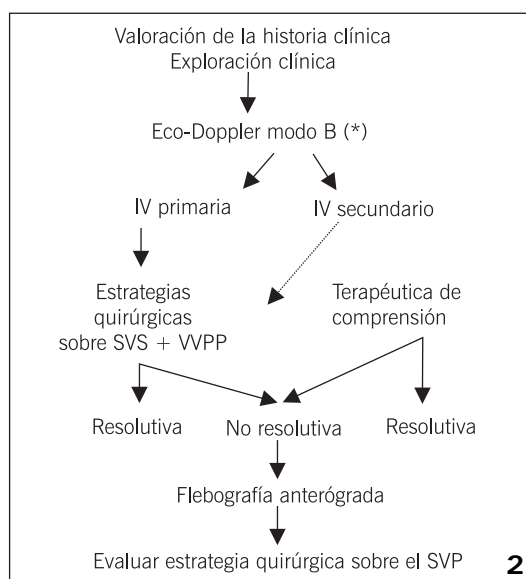 Valoración de la historia clínica
Exploración clínica
Eco-Doppler modo B (*)
IV primaria
IV secundario
Estrategias
quirúrgicas
sobre SVS + VVPP
Terapéutica de
comprensión
Resolutiva
No resolutiva
Resolutiva
Flebografía anterógrada
Evaluar estrategia quirúrgica sobre el SVP
2